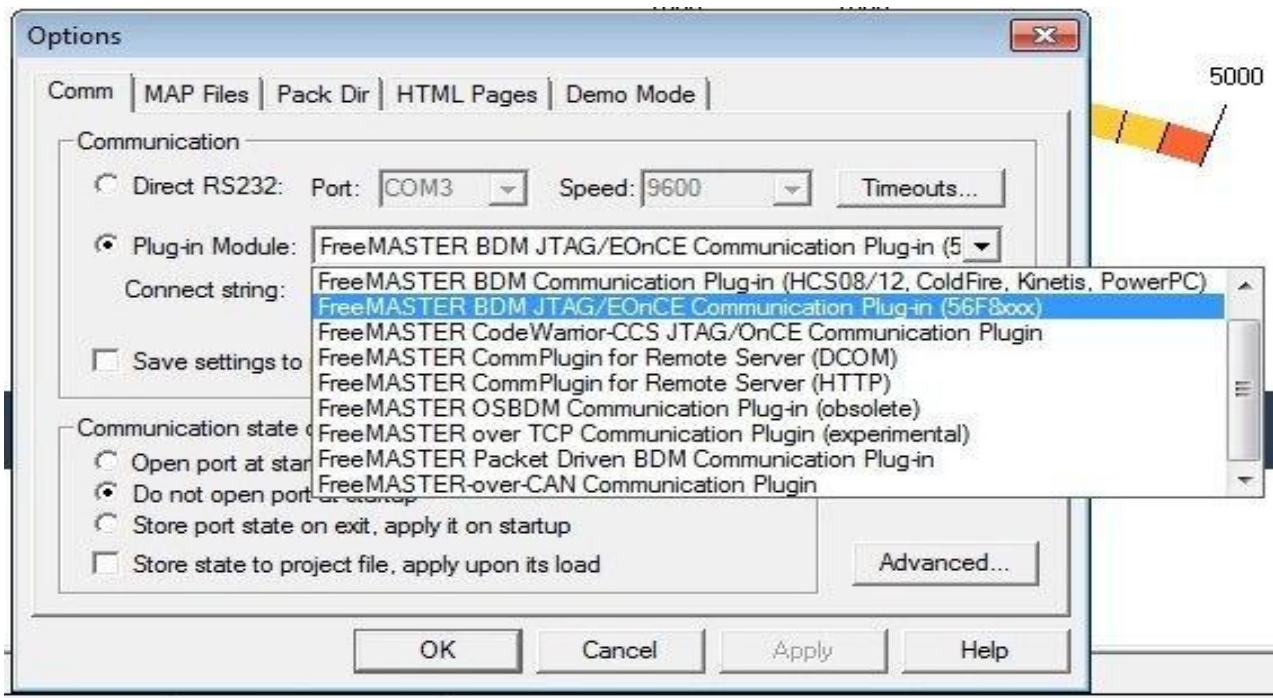 Options
5000
Comm MAP Files Pack Dir HTML Pages Demo Mode
Communication
Direct RS232: Port: COM3 Speed: 9600 Timeouts...
Plug-in Module: FreeMASTER BDM JTAG/EOnCE Communication Plug-in (5
Connect string:
FreeMASTER BDM Communication Plug-in (HCS08/12, ColdFire, Kinetis, PowerPC)
FreeMASTER BDM JTAG/EOnCE Communication Plug-in (56F8xxx)
FreeMASTER CodeWarrior-CCS JTAG/OnCE Communication Plugin
FreeMASTER CommPlugin for Remote Server (DCOM)
Save settings to
FreeMASTER CommPlugin for Remote Server (HTTP)
FreeMASTER OSBDM Communication Plug-in (obsolete)
Communication state
FreeMASTER over TCP Communication Plugin (experimental)
Open port at star
FreeMASTER Packet Driven BDM Communication Plug-in
FreeMASTER-over-CAN Communication Plugin
Do not open port at startup
Store port state on exit, apply it on startup
Store state to project file, apply upon its load Advanced...
OK Cancel Apply Help